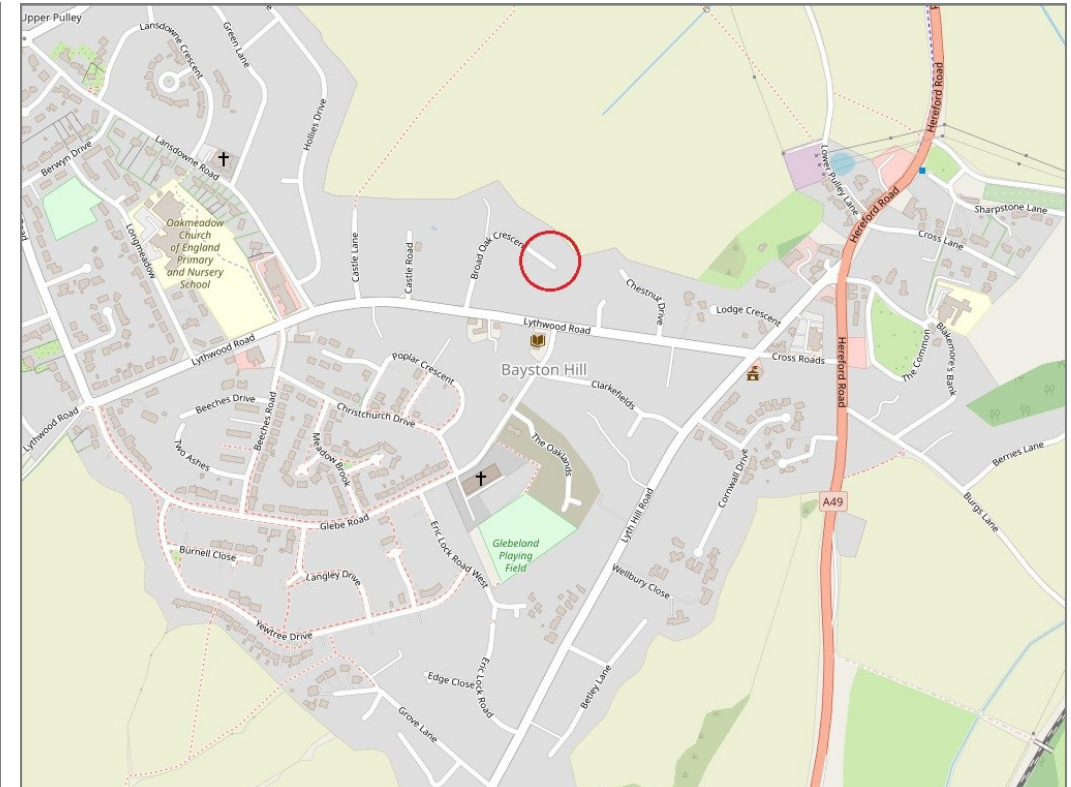 Upper Pulley
Lansdowne Crescent
Green Lane
Hollies Drive
Hereford Road
Berwyn Drive
Lansdowne Road
Lower Pulley Lane
Hereford Road
Sharpstone Lane
Cross Lane
Road
Longmeadow
Oakmeadow
Church
of England
Primary
and Nursery
School
Castle Lane
Castle Road
Broad Oak Crescent
Chestnut Drive
Lodge Crescent
Lythwood Road
Lythwood Road
Cross Roads
Hereford Road
The Common
Blakemore's Bank
Poplar Crescent
Bayston Hill
Clarkefields
Beeches Drive
Beeches Road
Christchurch Drive
Lythwood Road
Two Ashes
Meadow Brook
The Oaklands
Cornwall Drive
Berries Lane
Burgs Lane
A49
Glebe Road
Lyth Hill Road
Eric Lock Road West
Glebeland
Playing
Field
Burnell Close
Langley Drive
Wellbury Close
Yewtree Drive
Edge Close
Eric Lock Road
Betley Lane
Grove Lane